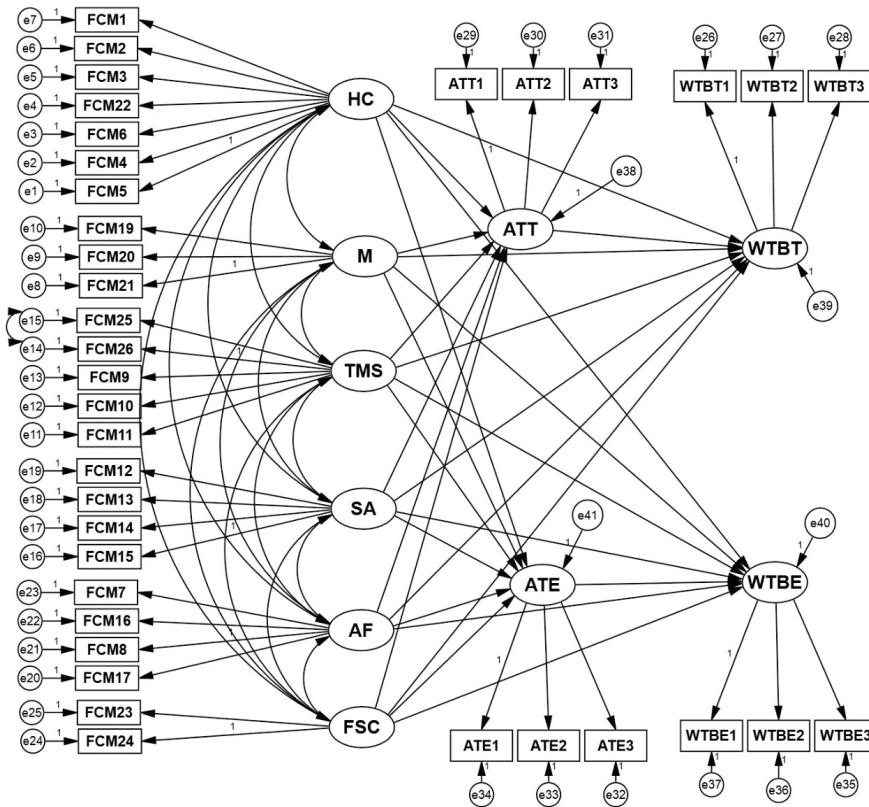 e7 1 FCM1
e6 1 FCM2
e5 1 FCM3
e4 1 FCM22
e3 1 FCM6
e2 1 FCM4
e1 1 FCM5 1
HC
e10 1 FCM19
e9 1 FCM20
e8 1 FCM21 1
M
e15 1 FCM25
e14 1 FCM26 1
e13 1 FCM9
e12 1 FCM10
e11 1 FCM11
TMS
e19 1 FCM12
e18 1 FCM13
e17 1 FCM14
e16 1 FCM15 1
SA
e23 1 FCM7
e22 1 FCM16
e21 1 FCM8
e20 1 FCM17 1
AF
e25 1 FCM23
e24 1 FCM24 1
FSC
e29 e30 e31
1 1 1
ATT1 ATT2 ATT3
1
ATT
1 e38
e26 e27 e28
1 1 1
WTBT1 WTBT2 WTBT3
1
WTBT
1
e39
e41
1
ATE
1
ATE1 ATE2 ATE3
1 1 1
e34 e33 e32
e40
1
WTBE
1
WTBE1 WTBE2 WTBE3
1 1 1
e37 e36 e35